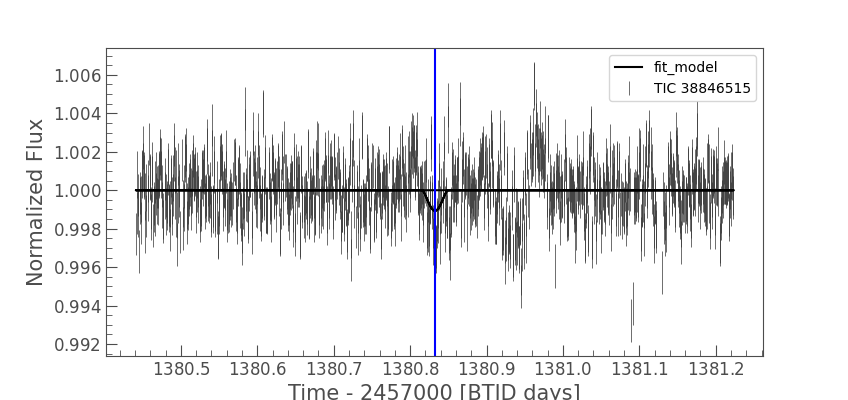 fit_model
TIC 38846515
Normalized Flux
1.006
1.004
1.002
1.000
0.998
0.996
0.994
0.992
1380.5 1380.6 1380.7 1380.8 1380.9 1381.0 1381.1 1381.2
Time - 2457000 [BTJD days]